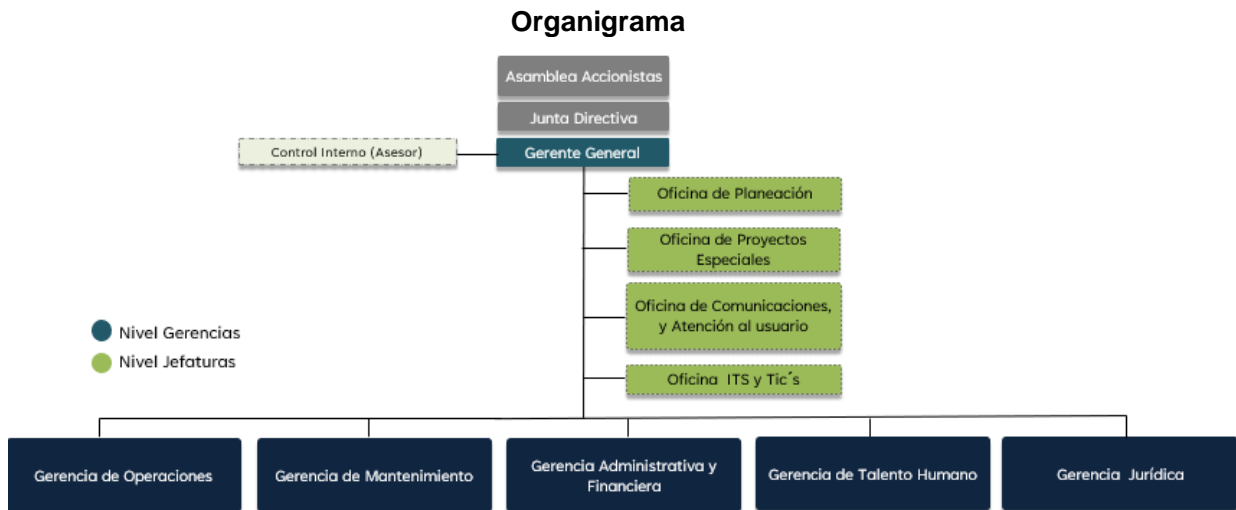 Organigrama
Asamblea Accionistas
Junta Directiva
Control Interno (Asesor)
Gerente General
Oficina de Planeación
Oficina de Proyectos
Especiales
Oficina de Comunicaciones,
y Atención al usuario
Nivel Gerencias
Nivel Jefaturas
Oficina ITS y Tic´s
Gerencia de Operaciones
Gerencia de Mantenimiento
Gerencia Administrativa y
Financiera
Gerencia de Talento Humano
Gerencia Jurídica